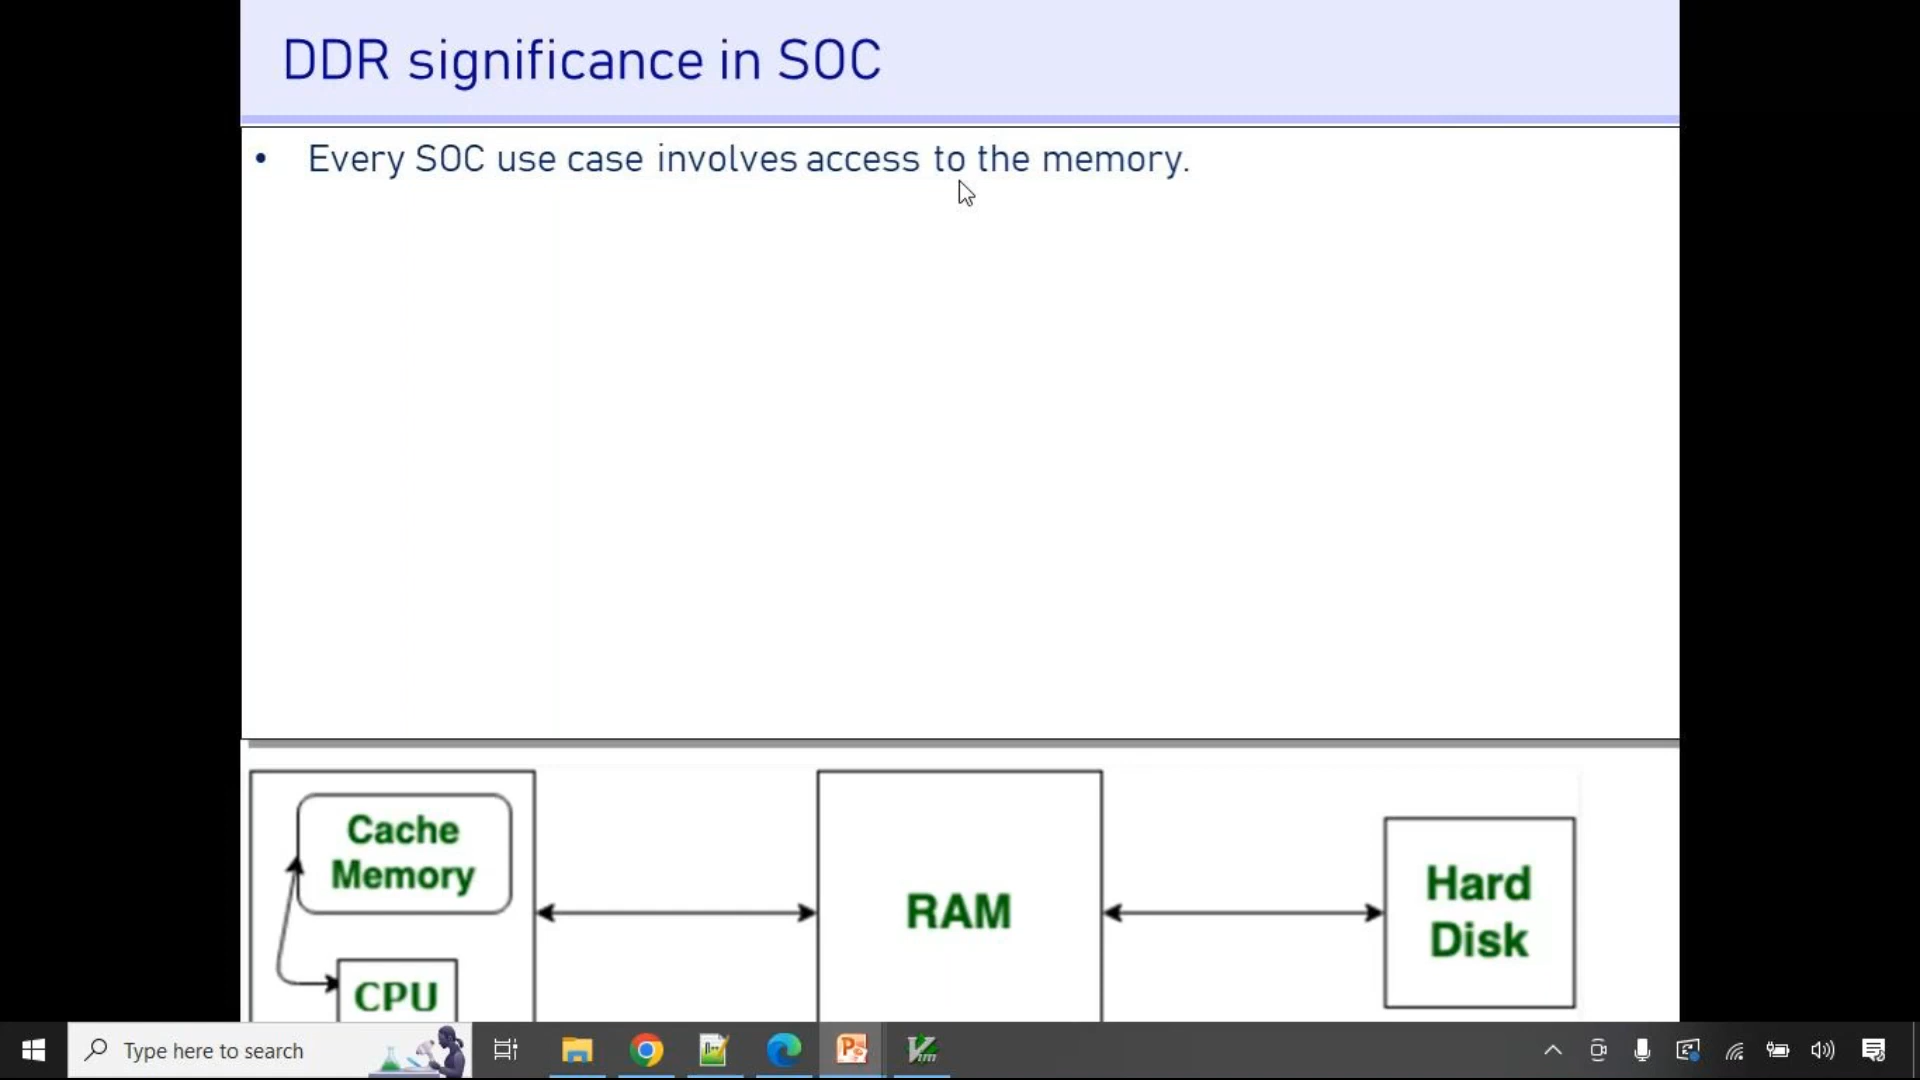 DDR significance in SOC
• Every SOC use case involves access to the memory.
Cache
Memory
CPU
RAM
Hard
Disk
Type here to search